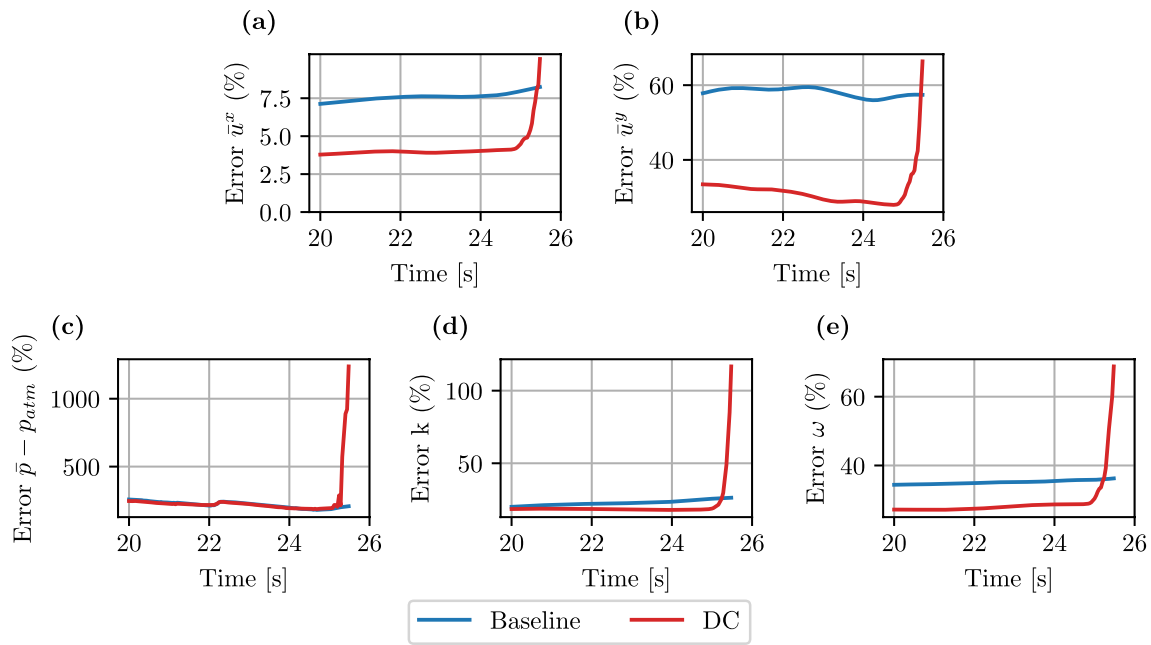 (a)
Error ū^x (%)
7.5
5.0
2.5
0.0
20 22 24 26
Time [s]
(b)
Error ū^y (%)
60
40
20 22 24 26
Time [s]
(c)
Error p̄ − p_atm (%)
1000
500
20 22 24 26
Time [s]
(d)
Error k (%)
100
50
20 22 24 26
Time [s]
(e)
Error ω (%)
60
40
20 22 24 26
Time [s]
Baseline DC